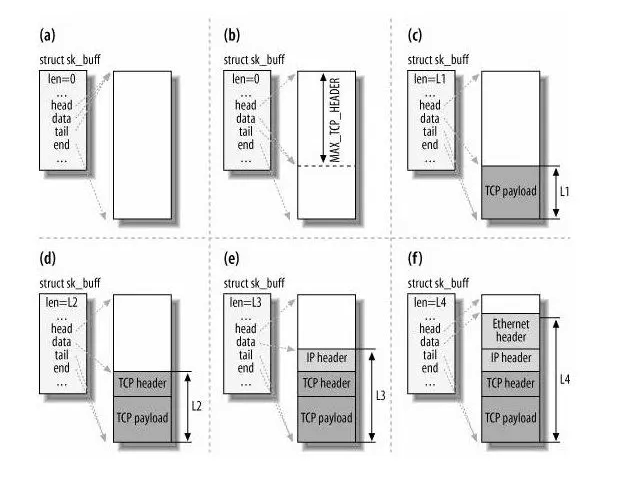 (a)
struct sk_buff
len=0
...
head
data
tail
end
...
(b)
struct sk_buff
len=0
...
head
data
tail
end
...
MAX_TCP_HEADER
(c)
struct sk_buff
len=L1
...
head
data
tail
end
...
TCP payload
L1
(d)
struct sk_buff
len=L2
...
head
data
tail
end
...
TCP header
TCP payload
L2
(e)
struct sk_buff
len=L3
...
head
data
tail
end
...
IP header
TCP header
TCP payload
L3
(f)
struct sk_buff
len=L4
...
head
data
tail
end
...
Ethernet
header
IP header
TCP header
TCP payload
L4